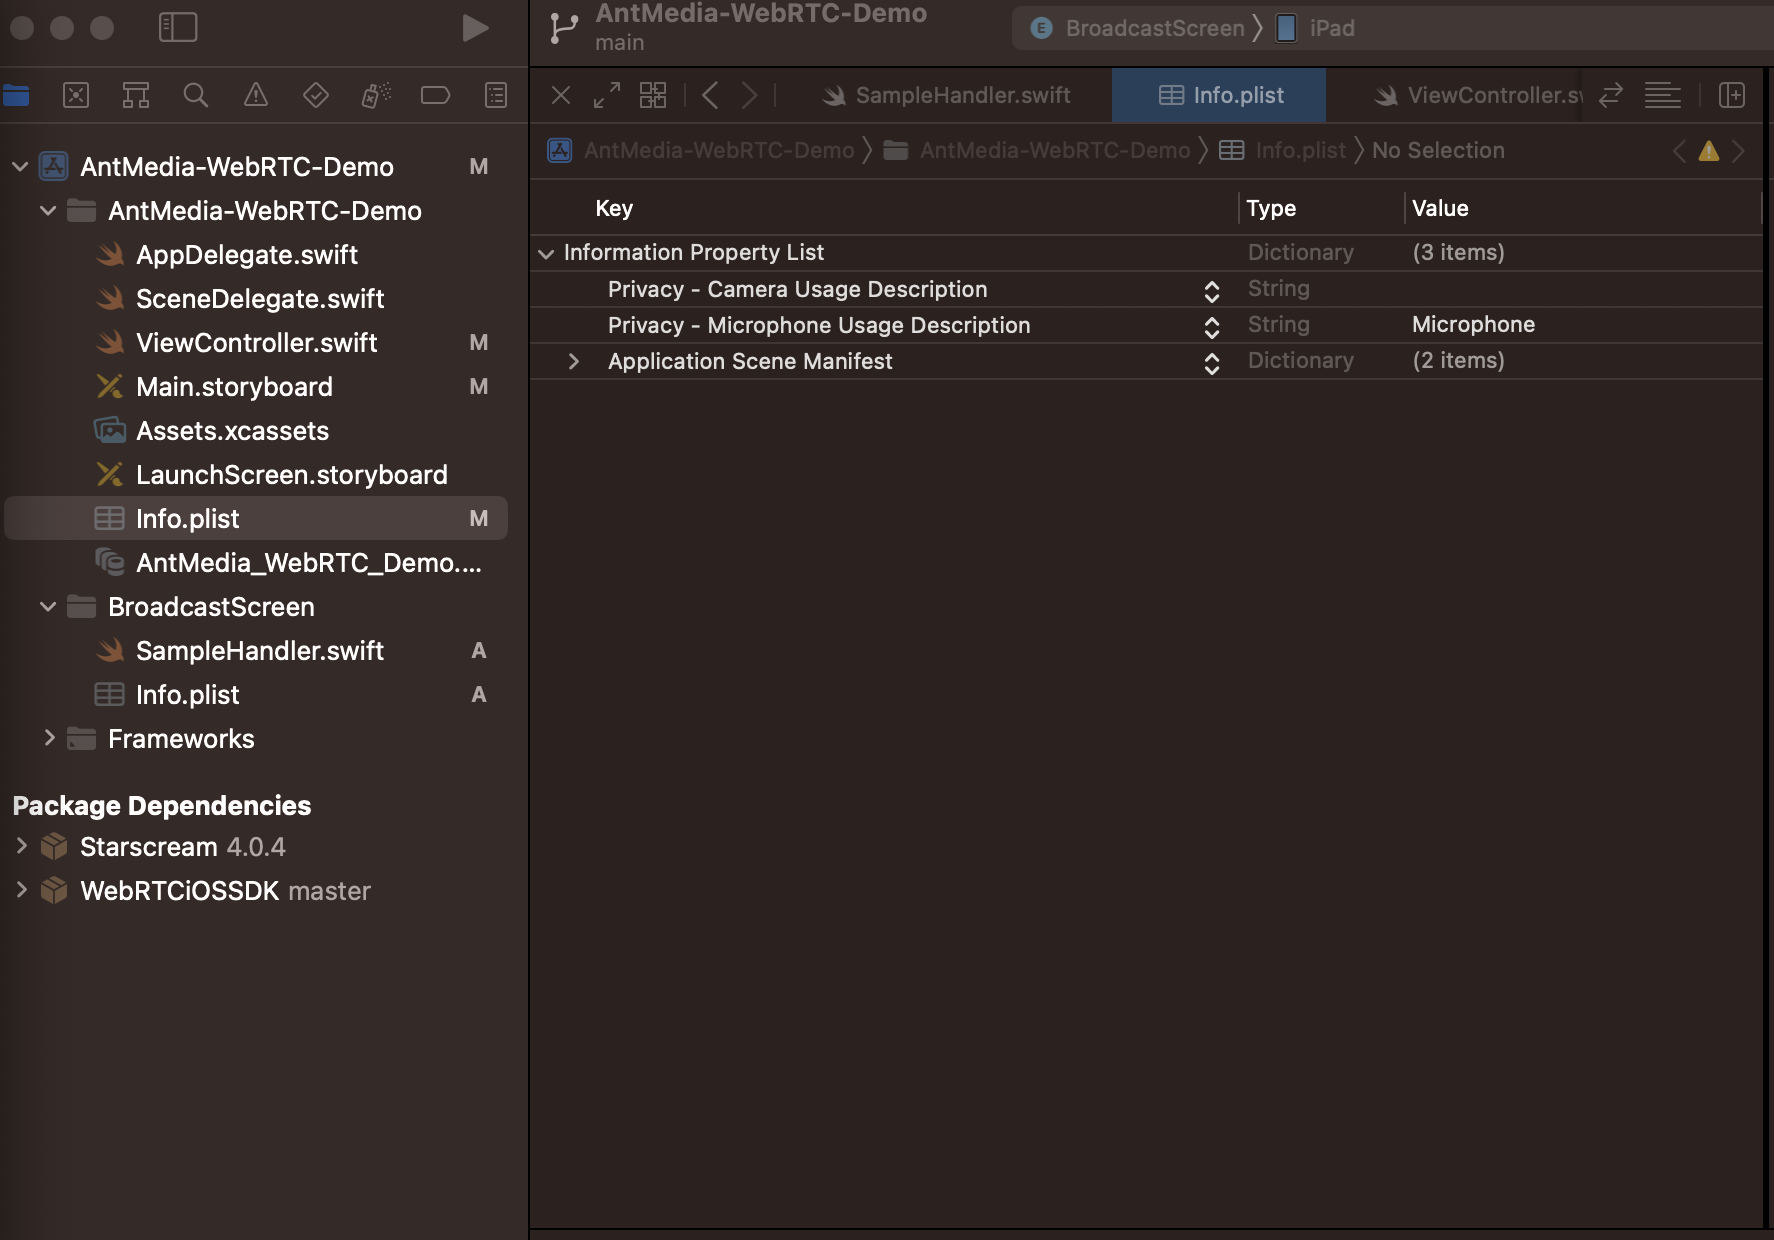 AntMedia-WebRTC-Demo
main
E BroadcastScreen iPad
SampleHandler.swift Info.plist ViewController.sw
AntMedia-WebRTC-Demo AntMedia-WebRTC-Demo Info.plist No Selection
AntMedia-WebRTC-Demo M
AntMedia-WebRTC-Demo
AppDelegate.swift
SceneDelegate.swift
ViewController.swift M
Main.storyboard M
Assets.xcassets
LaunchScreen.storyboard
Info.plist M
AntMedia_WebRTC_Demo....
BroadcastScreen
SampleHandler.swift A
Info.plist A
Frameworks
Package Dependencies
Starscream 4.0.4
WebRTCiOSSDK master
Key Type Value
Information Property List Dictionary (3 items)
Privacy - Camera Usage Description String
Privacy - Microphone Usage Description String Microphone
Application Scene Manifest Dictionary (2 items)